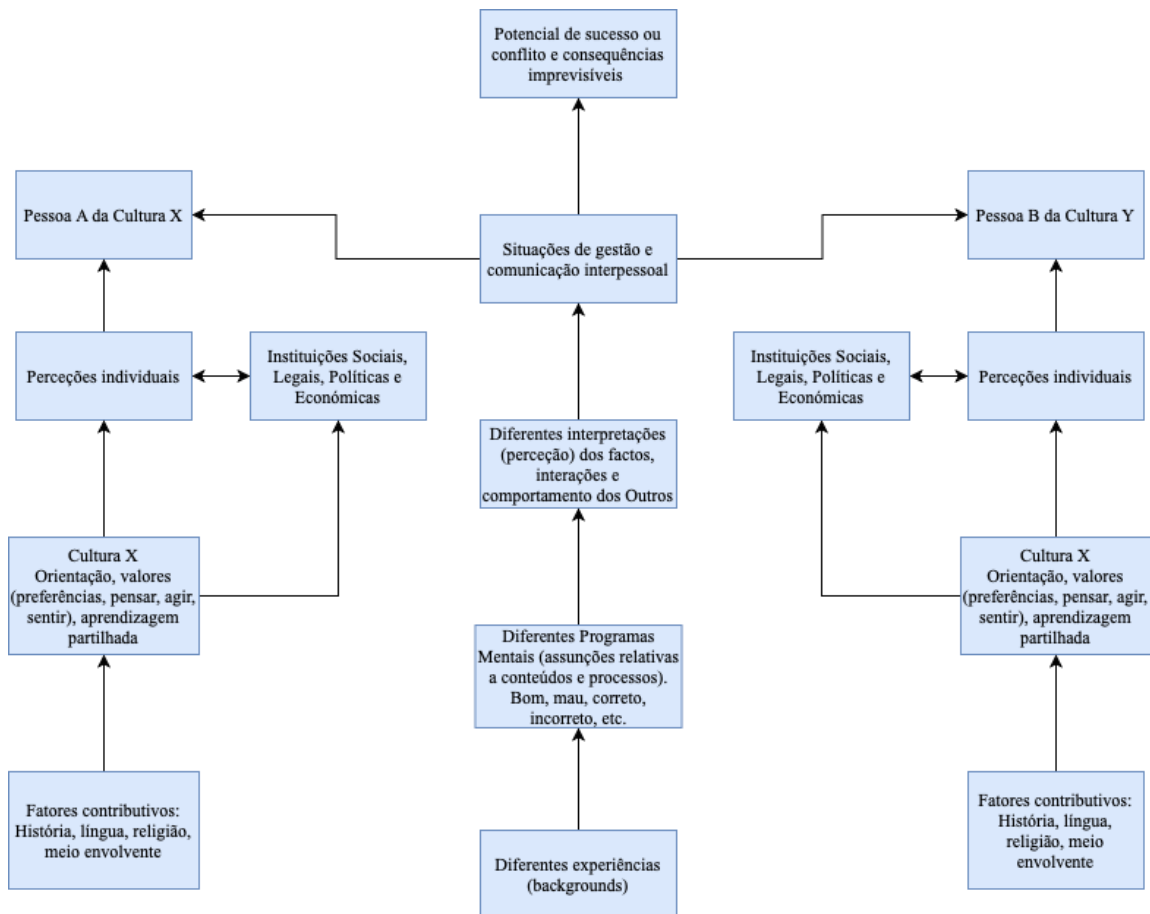 Potencial de sucesso ou
conflito e consequências
imprevisíveis
Pessoa A da Cultura X
Pessoa B da Cultura Y
Situações de gestão e
comunicação interpessoal
Perceções individuais
Instituições Sociais,
Legais, Políticas e
Económicas
Instituições Sociais,
Legais, Políticas e
Económicas
Perceções individuais
Diferentes interpretações
(perceção) dos factos,
interações e
comportamento dos Outros
Cultura X
Orientação, valores
(preferências, pensar, agir,
sentir), aprendizagem
partilhada
Cultura X
Orientação, valores
(preferências, pensar, agir,
sentir), aprendizagem
partilhada
Diferentes Programas
Mentais (assunções relativas
a conteúdos e processos).
Bom, mau, correto,
incorreto, etc.
Fatores contributivos:
História, língua, religião,
meio envolvente
Fatores contributivos:
História, língua,
religião, meio
envolvente
Diferentes experiências
(backgrounds)